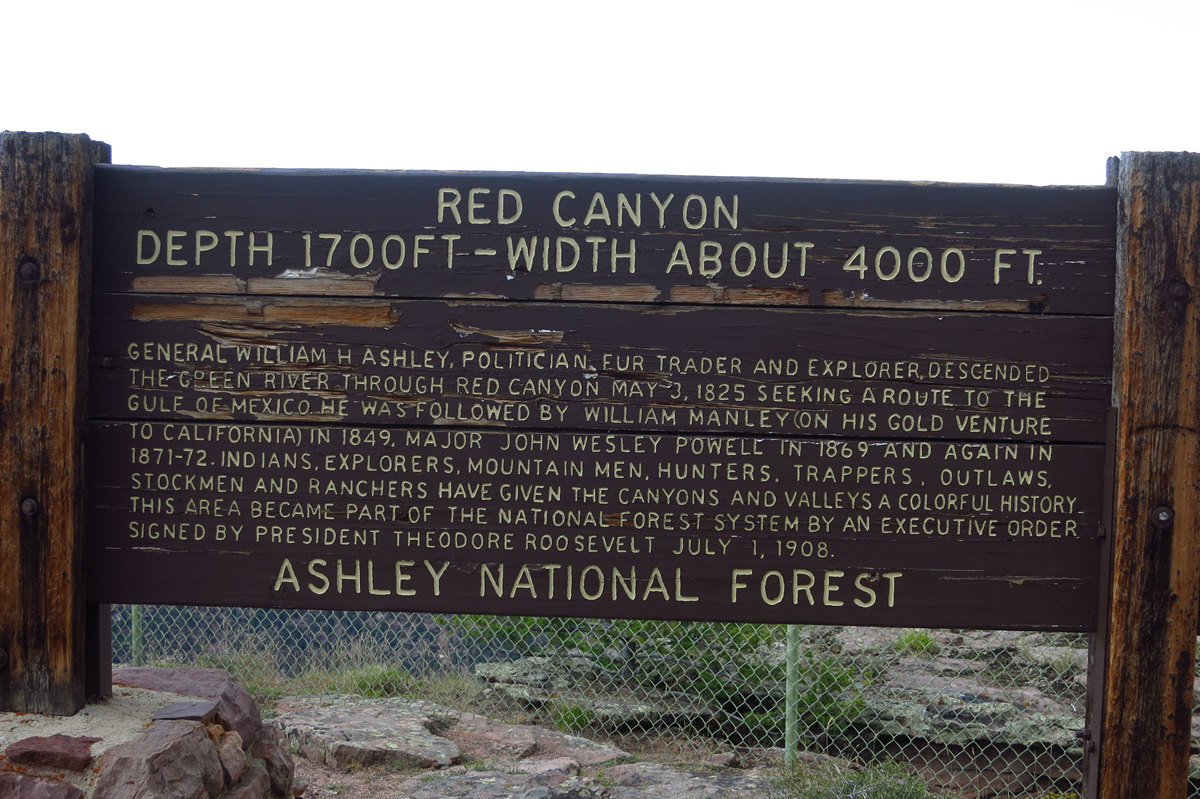 RED CANYON
DEPTH 1700FT-WIDTH ABOUT 4000 FT.
GENERAL WILLIAM H ASHLEY, POLITICIAN, FUR TRADER AND EXPLORER, DESCENDED
THE GREEN RIVER THROUGH RED CANYON MAY 3, 1825 SEEKING A ROUTE TO THE
GULF OF MEXICO. HE WAS FOLLOWED BY WILLIAM MANLEY (ON HIS GOLD VENTURE
TO CALIFORNIA) IN 1849, MAJOR JOHN WESLEY POWELL IN 1869 AND AGAIN IN
1871-72. INDIANS, EXPLORERS, MOUNTAIN MEN, HUNTERS, TRAPPERS, OUTLAWS,
STOCKMEN AND RANCHERS HAVE GIVEN THE CANYONS AND VALLEYS A COLORFUL HISTORY.
THIS AREA BECAME PART OF THE NATIONAL FOREST SYSTEM BY AN EXECUTIVE ORDER
SIGNED BY PRESIDENT THEODORE ROOSEVELT JULY 1, 1908.
ASHLEY NATIONAL FOREST